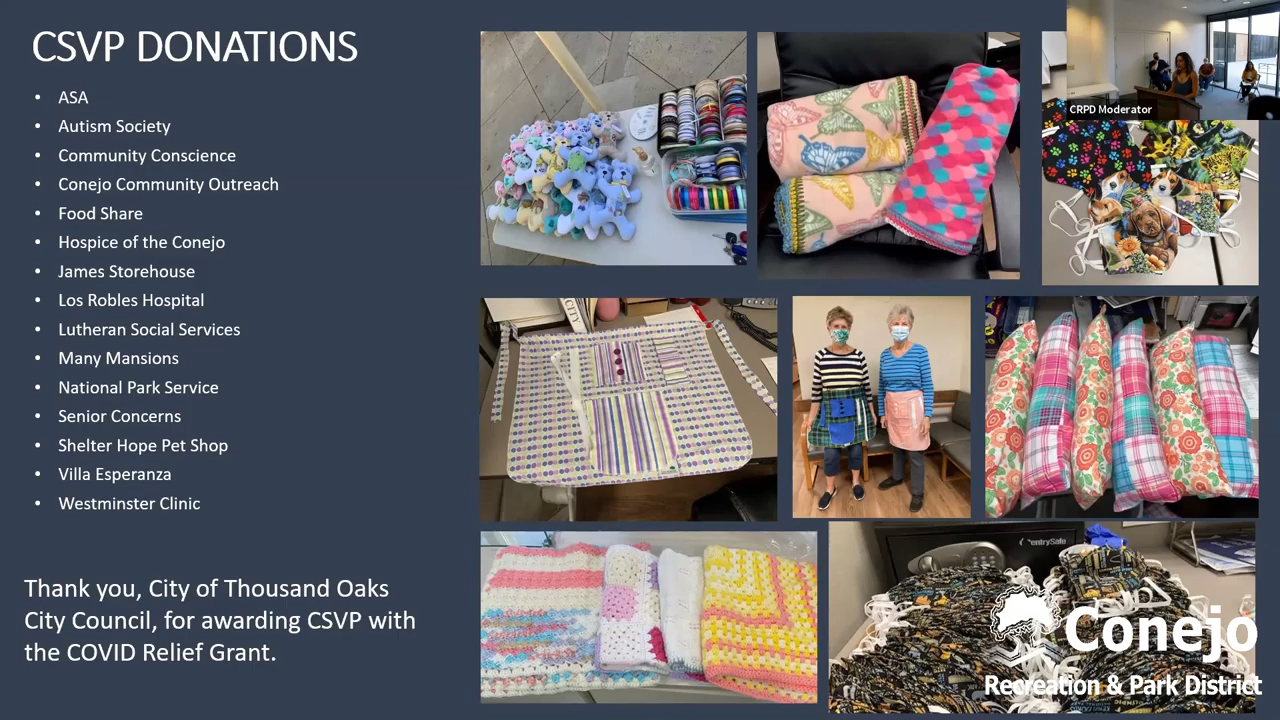 CSVP DONATIONS
• ASA
• Autism Society
• Community Conscience
• Conejo Community Outreach
• Food Share
• Hospice of the Conejo
• James Storehouse
• Los Robles Hospital
• Lutheran Social Services
• Many Mansions
• National Park Service
• Senior Concerns
• Shelter Hope Pet Shop
• Villa Esperanza
• Westminster Clinic
Thank you, City of Thousand Oaks
City Council, for awarding CSVP with
the COVID Relief Grant.
CRPD Moderator
CITY
entrySafe
Conejo
Recreation & Park District